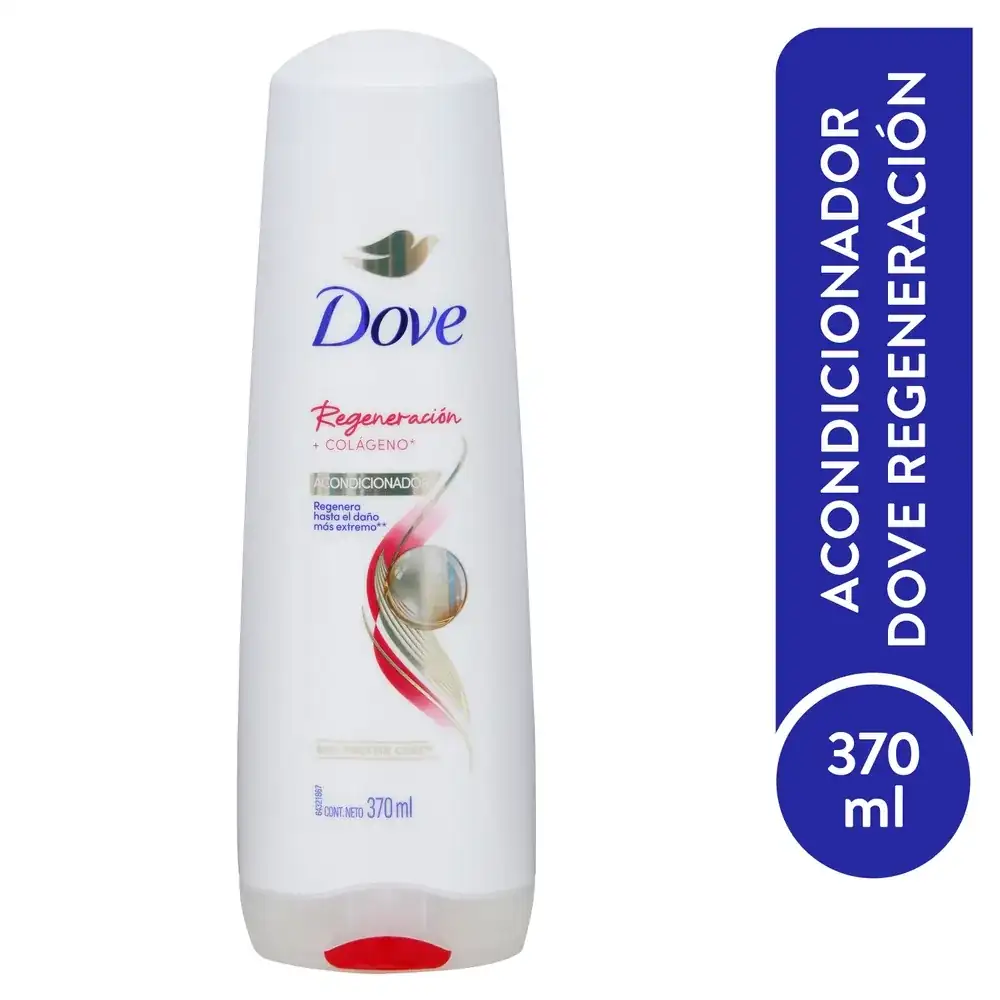 Dove
Regeneración
+ COLÁGENO*
ACONDICIONADOR
Regenera
hasta el daño
más extremo**
64321667
CONT. NETO 370 ml
ACONDICIONADOR
DOVE REGENERACIÓN
370
ml